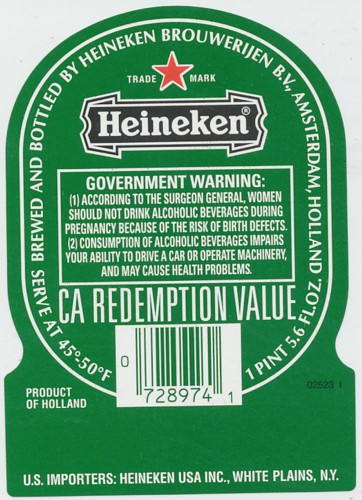 SERVE AT 45°-50°F BREWED AND BOTTLED BY HEINEKEN BROUWERIJEN B.V., AMSTERDAM, HOLLAND 1 PINT 5.6 FLOZ
TRADE MARK
Heineken®
GOVERNMENT WARNING:
(1) ACCORDING TO THE SURGEON GENERAL, WOMEN
SHOULD NOT DRINK ALCOHOLIC BEVERAGES DURING
PREGNANCY BECAUSE OF THE RISK OF BIRTH DEFECTS.
(2) CONSUMPTION OF ALCOHOLIC BEVERAGES IMPAIRS
YOUR ABILITY TO DRIVE A CAR OR OPERATE MACHINERY,
AND MAY CAUSE HEALTH PROBLEMS.
CA REDEMPTION VALUE
0 728974 1
PRODUCT
OF HOLLAND
02523 I
U.S. IMPORTERS: HEINEKEN USA INC., WHITE PLAINS, N.Y.